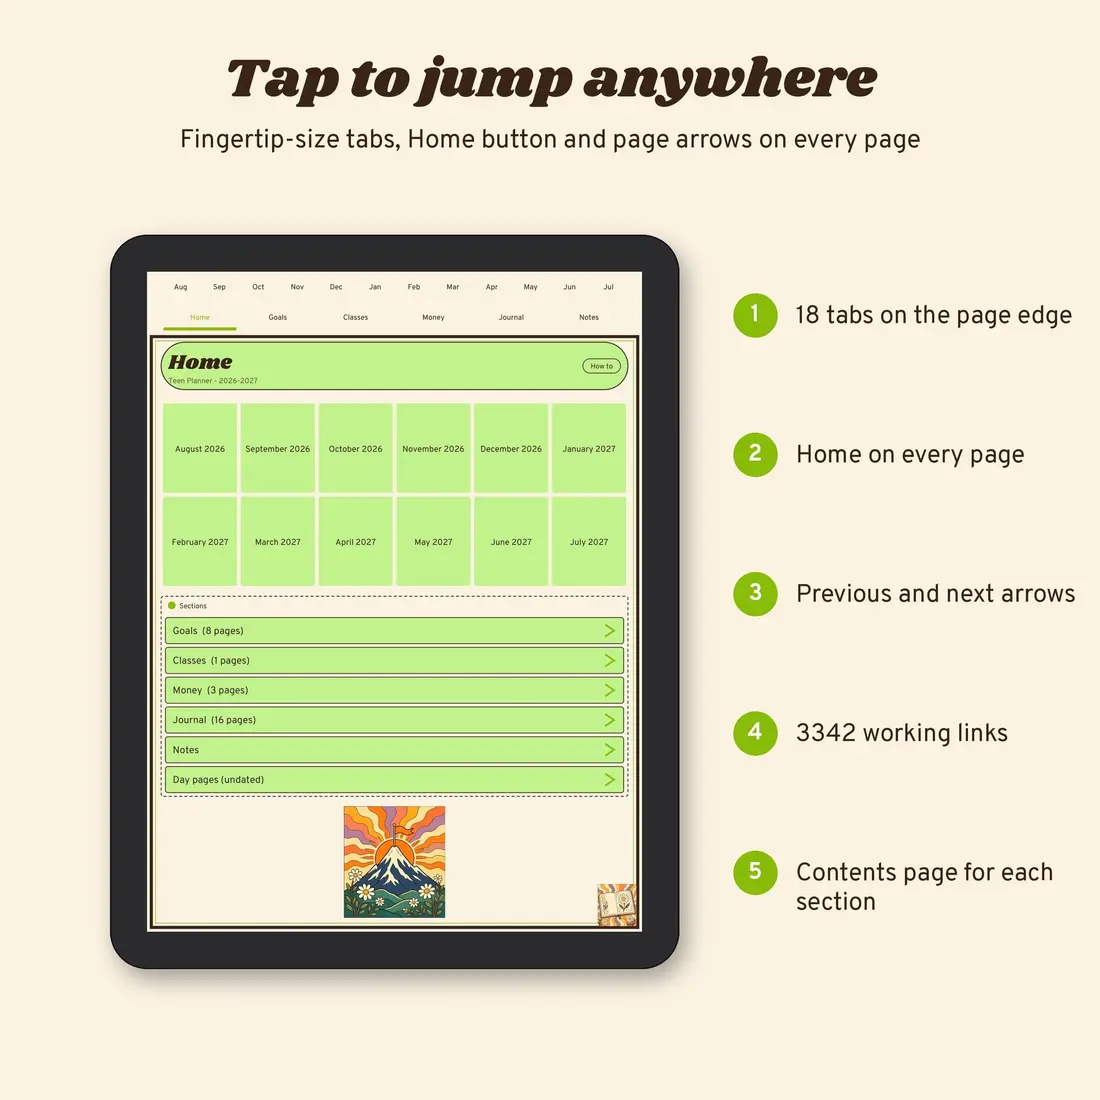 Tap to jump anywhere
Fingertip-size tabs, Home button and page arrows on every page
Aug Sep Oct Nov Dec Jan Feb Mar Apr May Jun Jul
Home Goals Classes Money Journal Notes
Home
Teen Planner - 2026-2027
How to
August 2026 September 2026 October 2026 November 2026 December 2026 January 2027
February 2027 March 2027 April 2027 May 2027 June 2027 July 2027
Sections
Goals (8 pages)
Classes (1 pages)
Money (3 pages)
Journal (16 pages)
Notes
Day pages (undated)
1 18 tabs on the page edge
2 Home on every page
3 Previous and next arrows
4 3342 working links
5 Contents page for each
section